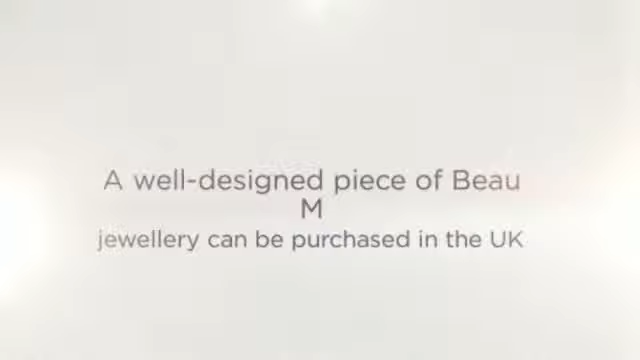 A well-designed piece of Beau
M
jewellery can be purchased in the UK